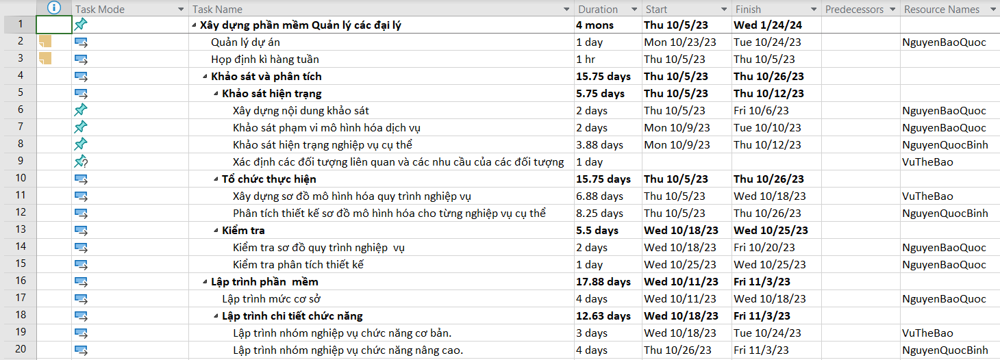 Task Mode Task Name Duration Start Finish Predecessors Resource Names
1 Xây dựng phần mềm Quản lý các đại lý 4 mons Thu 10/5/23 Wed 1/24/24
2 Quản lý dự án 1 day Mon 10/23/23 Tue 10/24/23 NguyenBaoQuoc
3 Họp định kì hàng tuần 1 hr Thu 10/5/23 Thu 10/5/23
4 Khảo sát và phân tích 15.75 days Thu 10/5/23 Thu 10/26/23
5 Khảo sát hiện trạng 5.75 days Thu 10/5/23 Thu 10/12/23
6 Xây dựng nội dung khảo sát 2 days Thu 10/5/23 Fri 10/6/23 NguyenBaoQuoc
7 Khảo sát phạm vi mô hình hóa dịch vụ 2 days Mon 10/9/23 Tue 10/10/23 NguyenBaoQuoc
8 Khảo sát hiện trạng nghiệp vụ cụ thể 3.88 days Mon 10/9/23 Thu 10/12/23 NguyenQuocBinh
9 Xác định các đối tượng liên quan và các nhu cầu của các đối tượng 1 day VuTheBao
10 Tổ chức thực hiện 15.75 days Thu 10/5/23 Thu 10/26/23
11 Xây dựng sơ đồ mô hình hóa quy trình nghiệp vụ 6.88 days Thu 10/5/23 Wed 10/18/23 VuTheBao
12 Phân tích thiết kế sơ đồ mô hình hóa cho từng nghiệp vụ cụ thể 8.25 days Thu 10/5/23 Thu 10/26/23 NguyenQuocBinh
13 Kiểm tra 5.5 days Wed 10/18/23 Wed 10/25/23
14 Kiểm tra sơ đồ quy trình nghiệp vụ 2 days Wed 10/18/23 Fri 10/20/23 NguyenBaoQuoc
15 Kiểm tra phân tích thiết kế 1 day Wed 10/25/23 Wed 10/25/23 NguyenBaoQuoc
16 Lập trình phần mềm 17.88 days Wed 10/11/23 Fri 11/3/23
17 Lập trình mức cơ sở 4 days Wed 10/11/23 Wed 10/18/23 NguyenBaoQuoc
18 Lập trình chi tiết chức năng 12.63 days Wed 10/18/23 Fri 11/3/23
19 Lập trình nhóm nghiệp vụ chức năng cơ bản. 3 days Wed 10/18/23 Tue 10/24/23 VuTheBao
20 Lập trình nhóm nghiệp vụ chức năng nâng cao. 4 days Thu 10/26/23 Fri 11/3/23 NguyenQuocBinh